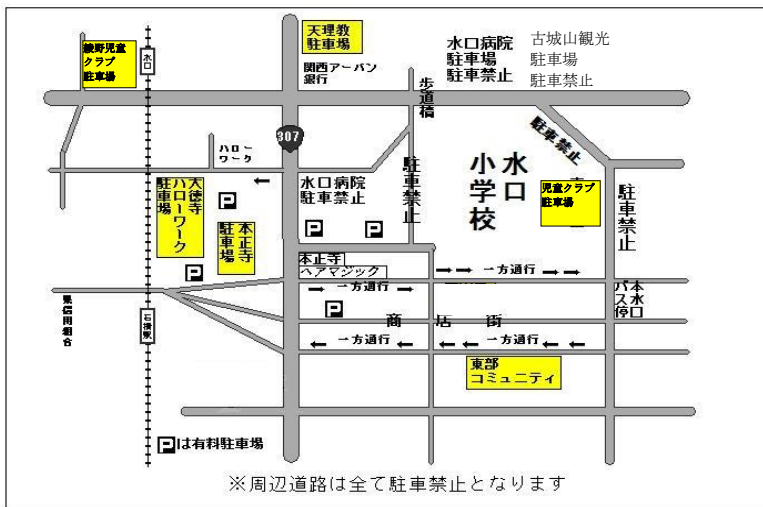 天理教
駐車場
綾野児童
クラブ
駐車場
水口
関西アーバン
銀行
水口病院
駐車場
駐車禁止
古城山観光
駐車場
駐車禁止
歩道橋
307
駐車禁止
ハロー
ワーク
水口病院
駐車禁止
駐車禁止
水口
小学校
児童クラブ
駐車場
駐車禁止
大徳寺
ハローワーク
駐車場
P
本正寺
駐車場
P
P
P
本正寺
ヘアマジック
一方通行
一方通行
本水口
バス停
県信用組合
石橋駅
P
商店街
一方通行
一方通行
東部
コミュニティ
Pは有料駐車場
※周辺道路は全て駐車禁止となります